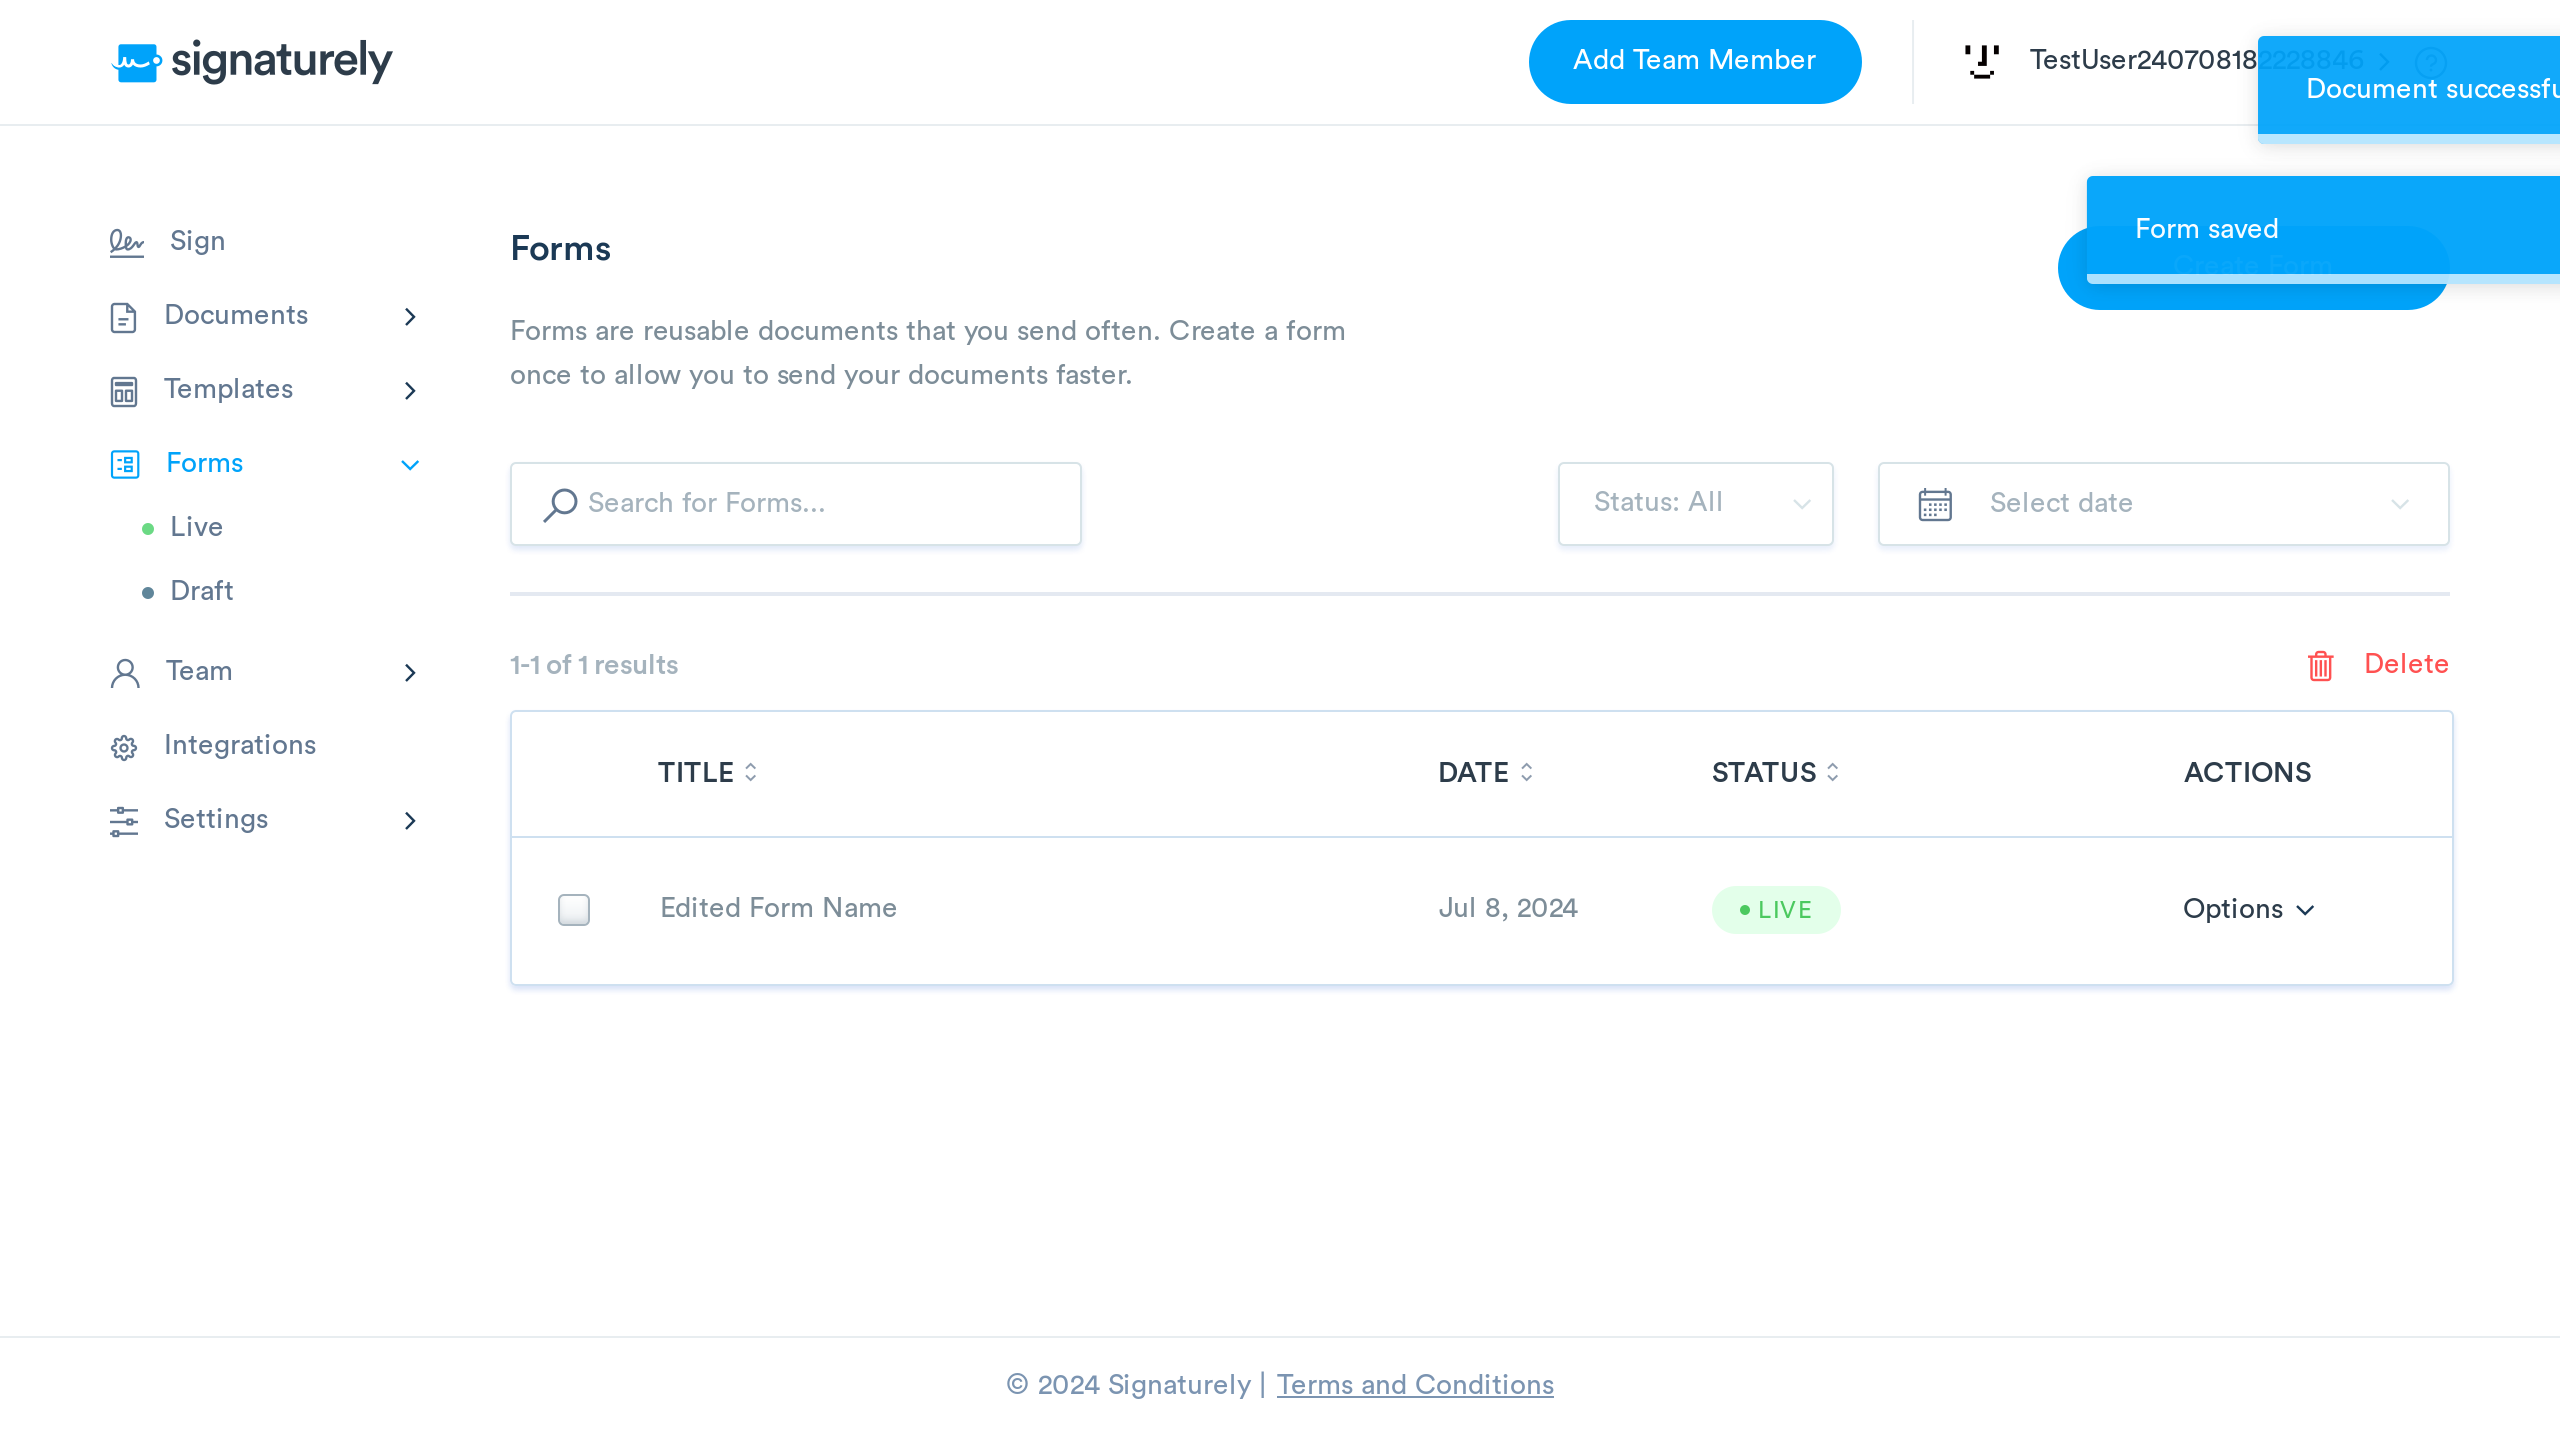 signaturely
Add Team Member
TestUser240708182228846
Document successfu
Form saved
Create Form
Sign
Documents
Templates
Forms
Live
Draft
Team
Integrations
Settings
Forms
Forms are reusable documents that you send often. Create a form
once to allow you to send your documents faster.
Search for Forms...
Status: All
Select date
1-1 of 1 results
Delete
TITLE
DATE
STATUS
ACTIONS
Edited Form Name
Jul 8, 2024
LIVE
Options
© 2024 Signaturely | Terms and Conditions